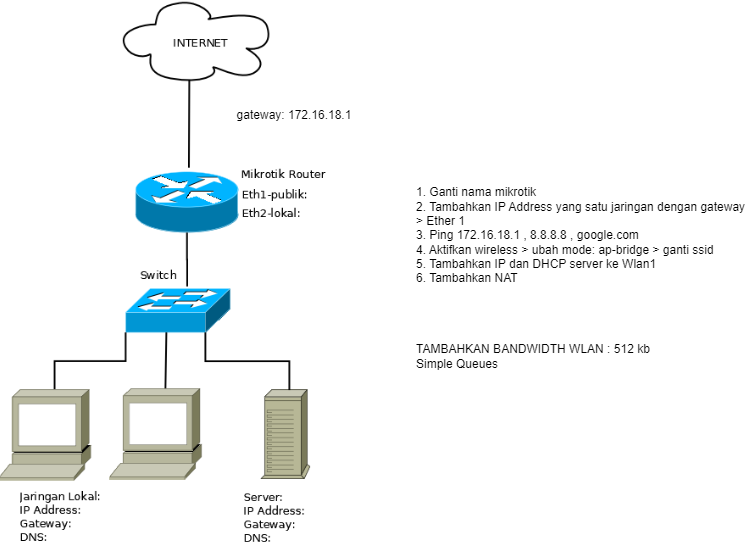 INTERNET
gateway: 172.16.18.1
Mikrotik Router
Eth1-publik:
Eth2-lokal:
Switch
Jaringan Lokal:
IP Address:
Gateway:
DNS:
Server:
IP Address:
Gateway:
DNS:
1. Ganti nama mikrotik
2. Tambahkan IP Address yang satu jaringan dengan gateway
> Ether 1
3. Ping 172.16.18.1 , 8.8.8.8 , google.com
4. Aktifkan wireless > ubah mode: ap-bridge > ganti ssid
5. Tambahkan IP dan DHCP server ke Wlan1
6. Tambahkan NAT
TAMBAHKAN BANDWIDTH WLAN : 512 kb
Simple Queues